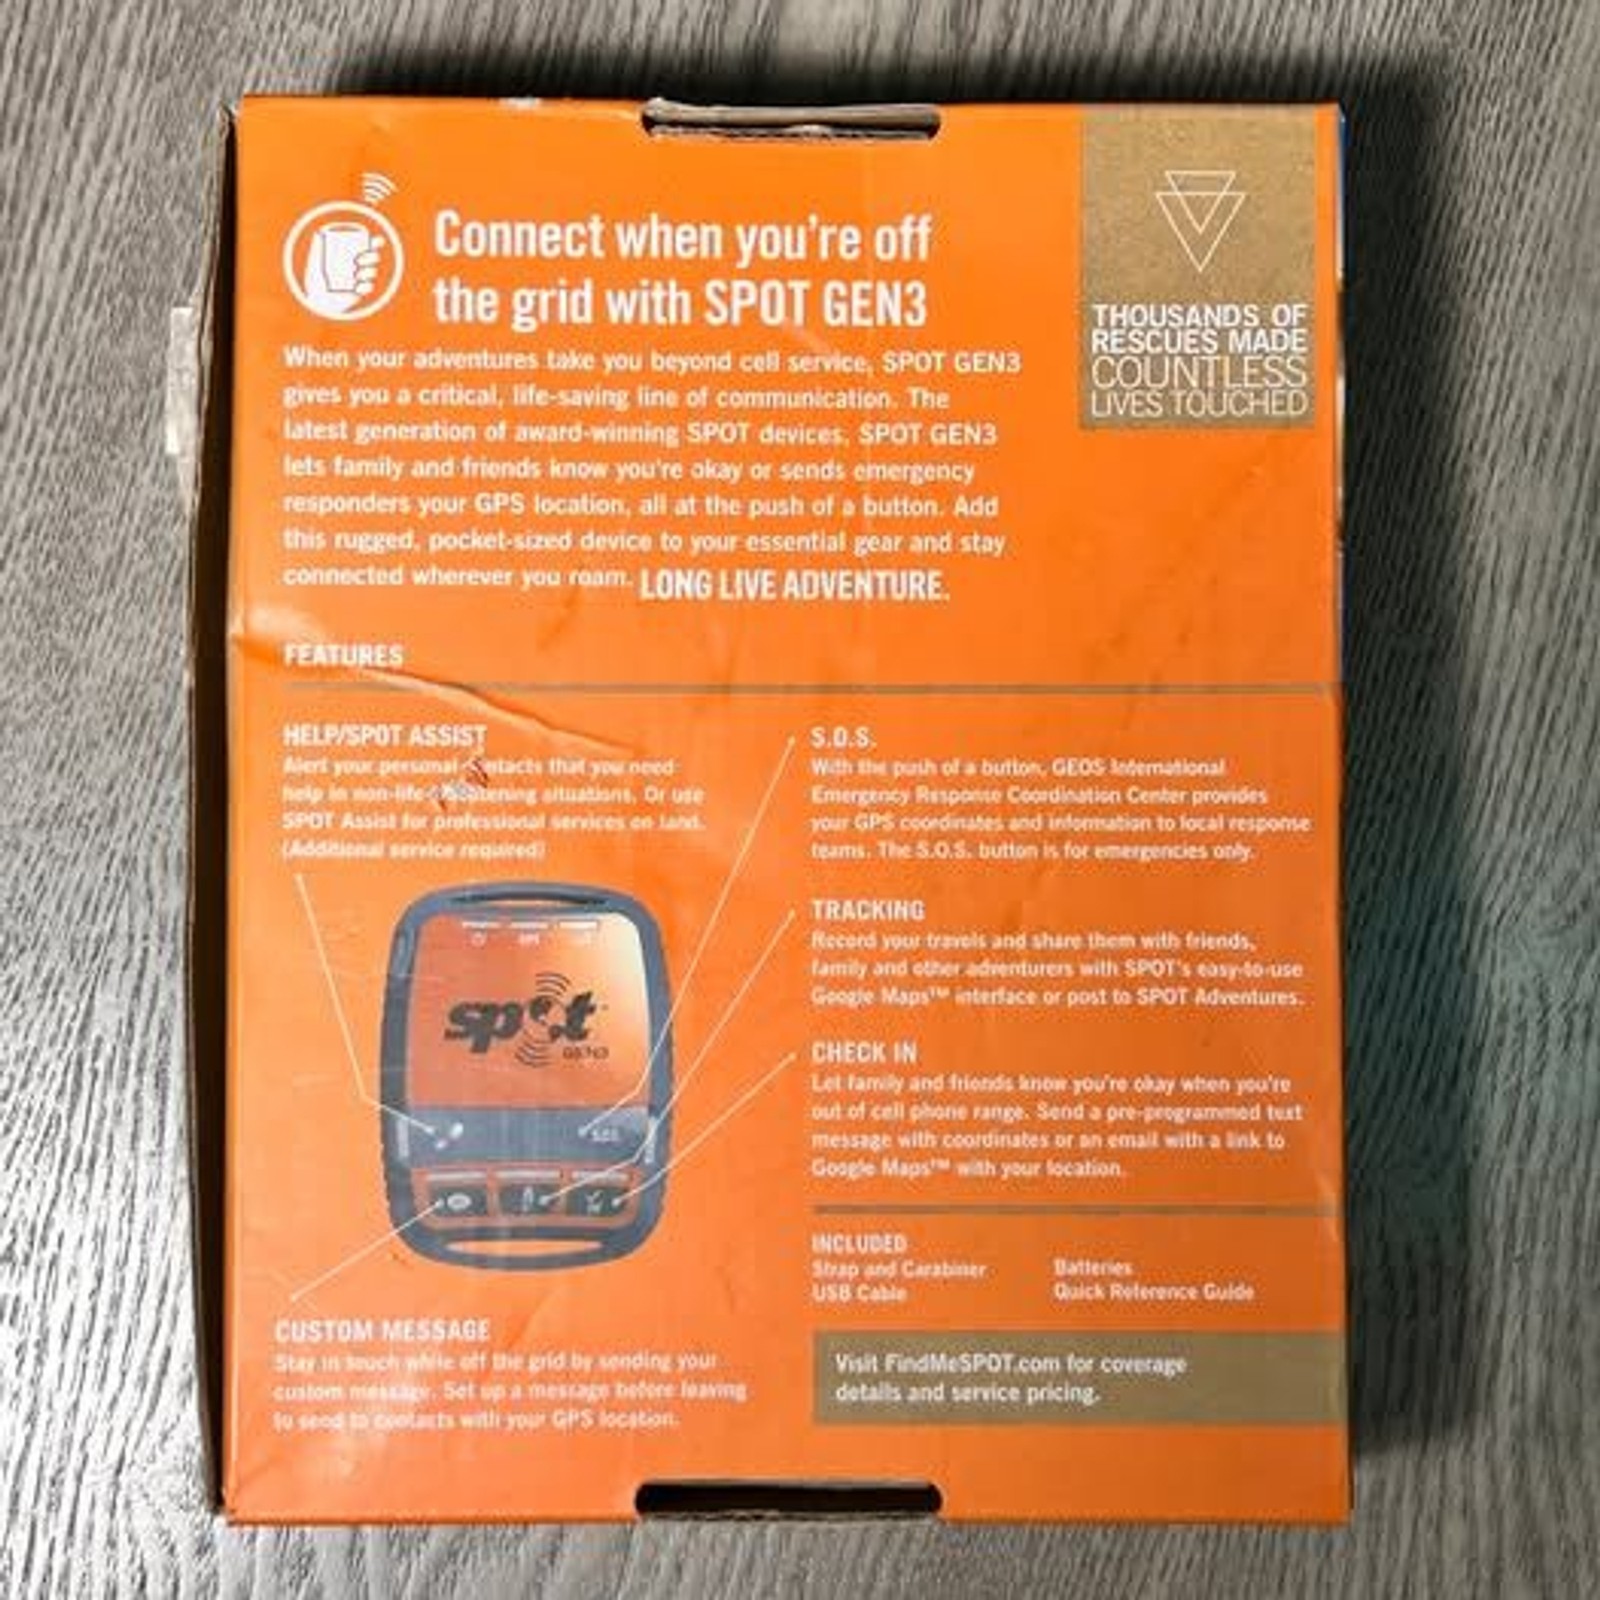 Connect when you're off
the grid with SPOT GEN3
When your adventures take you beyond cell service, SPOT GEN3
gives you a critical, life-saving line of communication. The
latest generation of award-winning SPOT devices, SPOT GEN3
lets family and friends know you're okay or sends emergency
responders your GPS location, all at the push of a button. Add
this rugged, pocket-sized device to your essential gear and stay
connected wherever you roam. LONG LIVE ADVENTURE.
THOUSANDS OF
RESCUES MADE
COUNTLESS
LIVES TOUCHED
FEATURES
HELP/SPOT ASSIST
Alert your personal that you need
help in situations. Or use
SPOT Assist for professional services on land.
(Additional service required)
spot
GEN3
S.O.S.
CUSTOM MESSAGE
Stay in touch while off the grid by sending your
custom message. Set up a message before leaving
to send to contacts with your GPS location.
S.O.S.
With the push of a button, GEOS International
Emergency Response Coordination Center provides
your GPS coordinates and information to local response
teams. The S.O.S. button is for emergencies only.
TRACKING
Record your travels and share them with friends,
family and other adventurers with SPOT's easy-to-use
Google Maps™ interface or post to SPOT Adventures.
CHECK IN
Let family and friends know you're okay when you're
out of cell phone range. Send a pre-programmed text
message with coordinates or an email with a link to
Google Maps™ with your location.
INCLUDED
Strap and Carabiner
USB Cable
Batteries
Quick Reference Guide
Visit FindMeSPOT.com for coverage
details and service pricing.